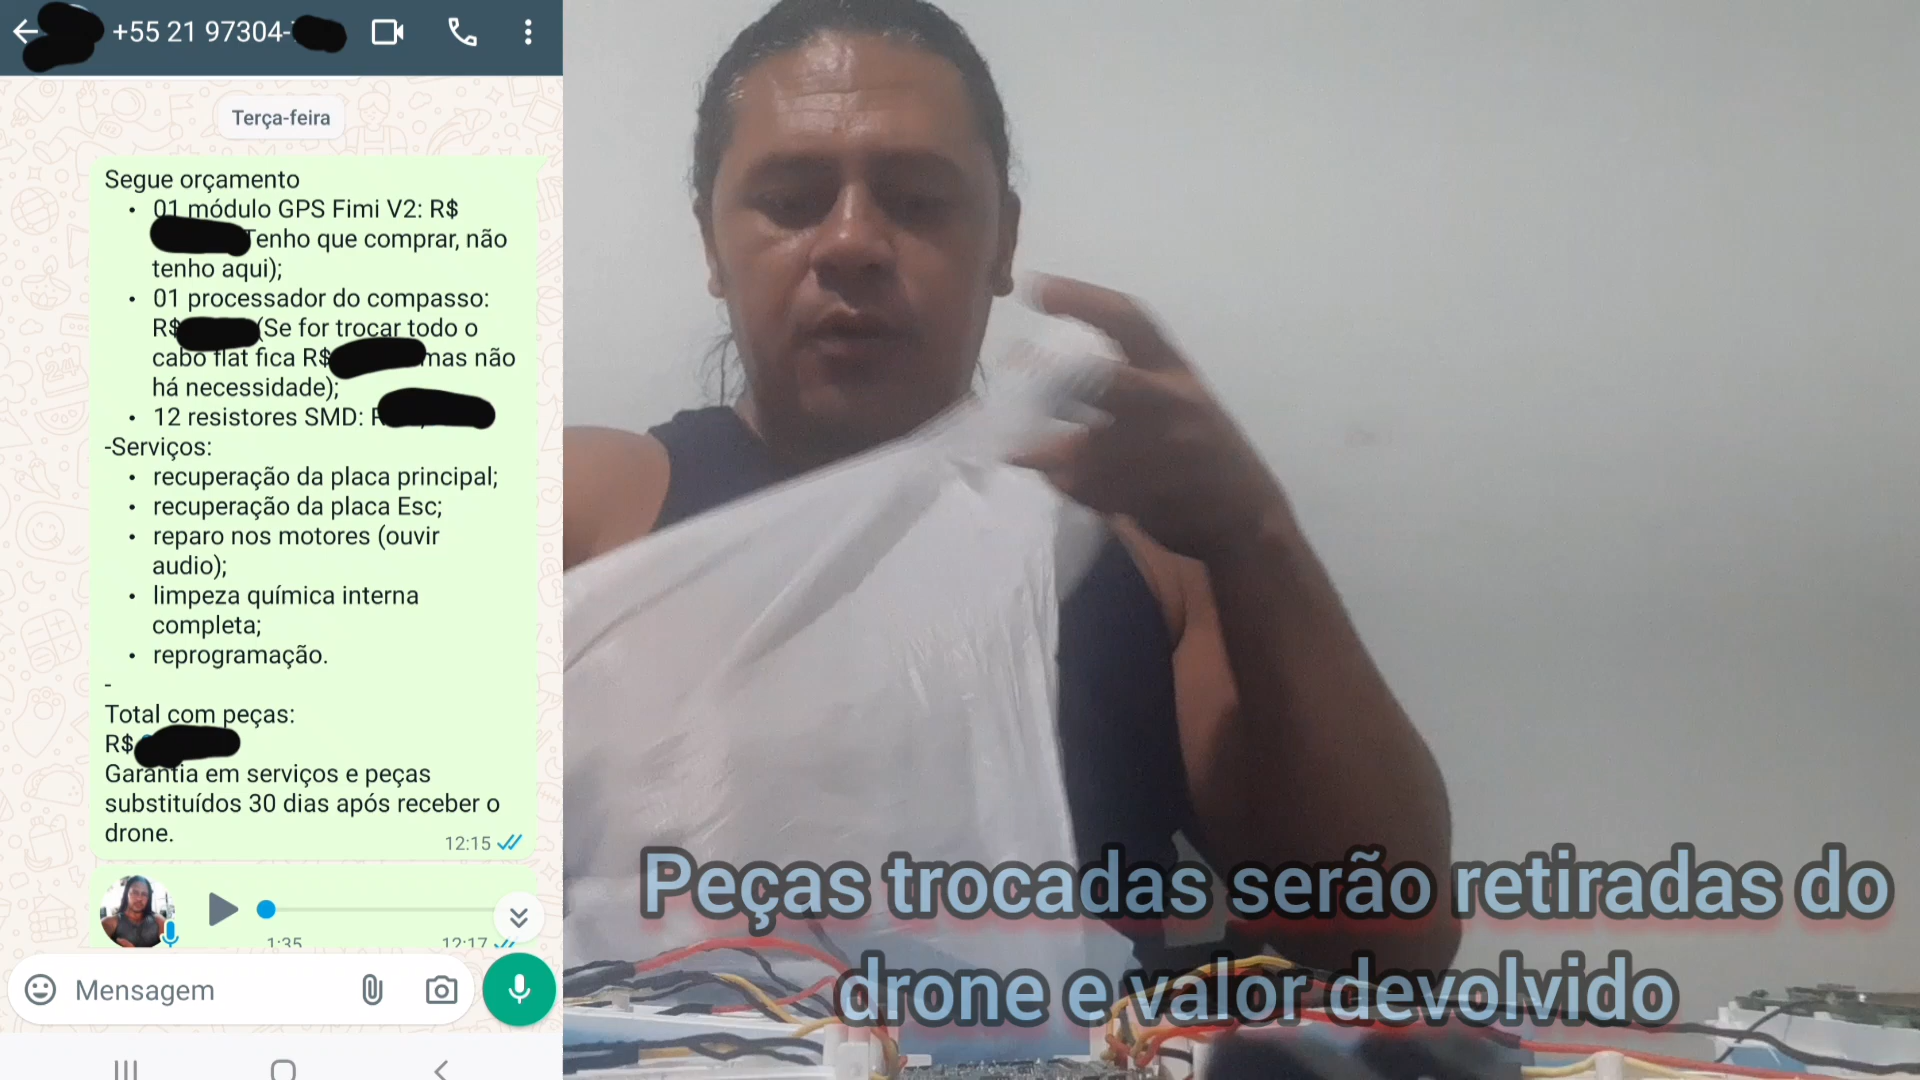 +55 21 97304-
Terça-feira
Segue orçamento
• 01 módulo GPS Fimi V2: R$
Tenho que comprar, não
tenho aqui);
• 01 processador do compasso:
R$ (Se for trocar todo o
cabo flat fica R$ mas não
há necessidade);
• 12 resistores SMD:
-Serviços:
• recuperação da placa principal;
• recuperação da placa Esc;
• reparo nos motores (ouvir
audio);
• limpeza química interna
completa;
• reprogramação.
-
Total com peças:
R$
Garantia em serviços e peças
substituídos 30 dias após receber o
drone.
12:15
1:35
12:17
Mensagem
Peças trocadas serão retiradas do
drone e valor devolvido